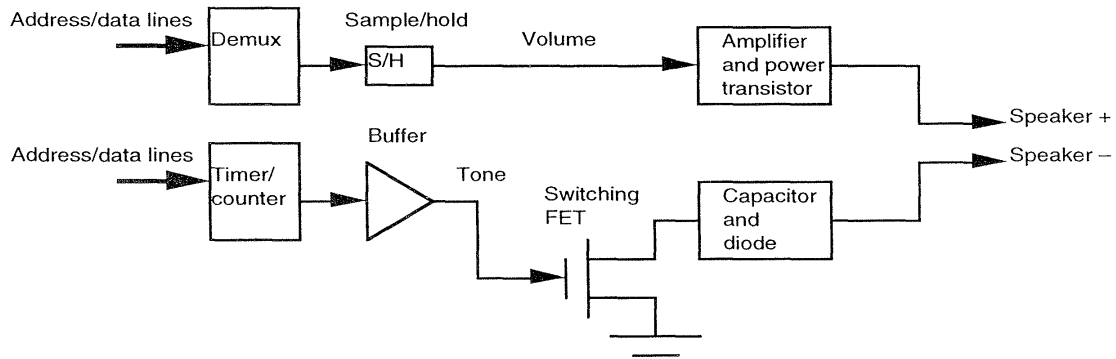 Address/data lines
Demux
Sample/hold
S/H
Volume
Amplifier
and power
transistor
Speaker +
Address/data lines
Timer/
counter
Buffer
Tone
Switching
FET
Capacitor
and
diode
Speaker –